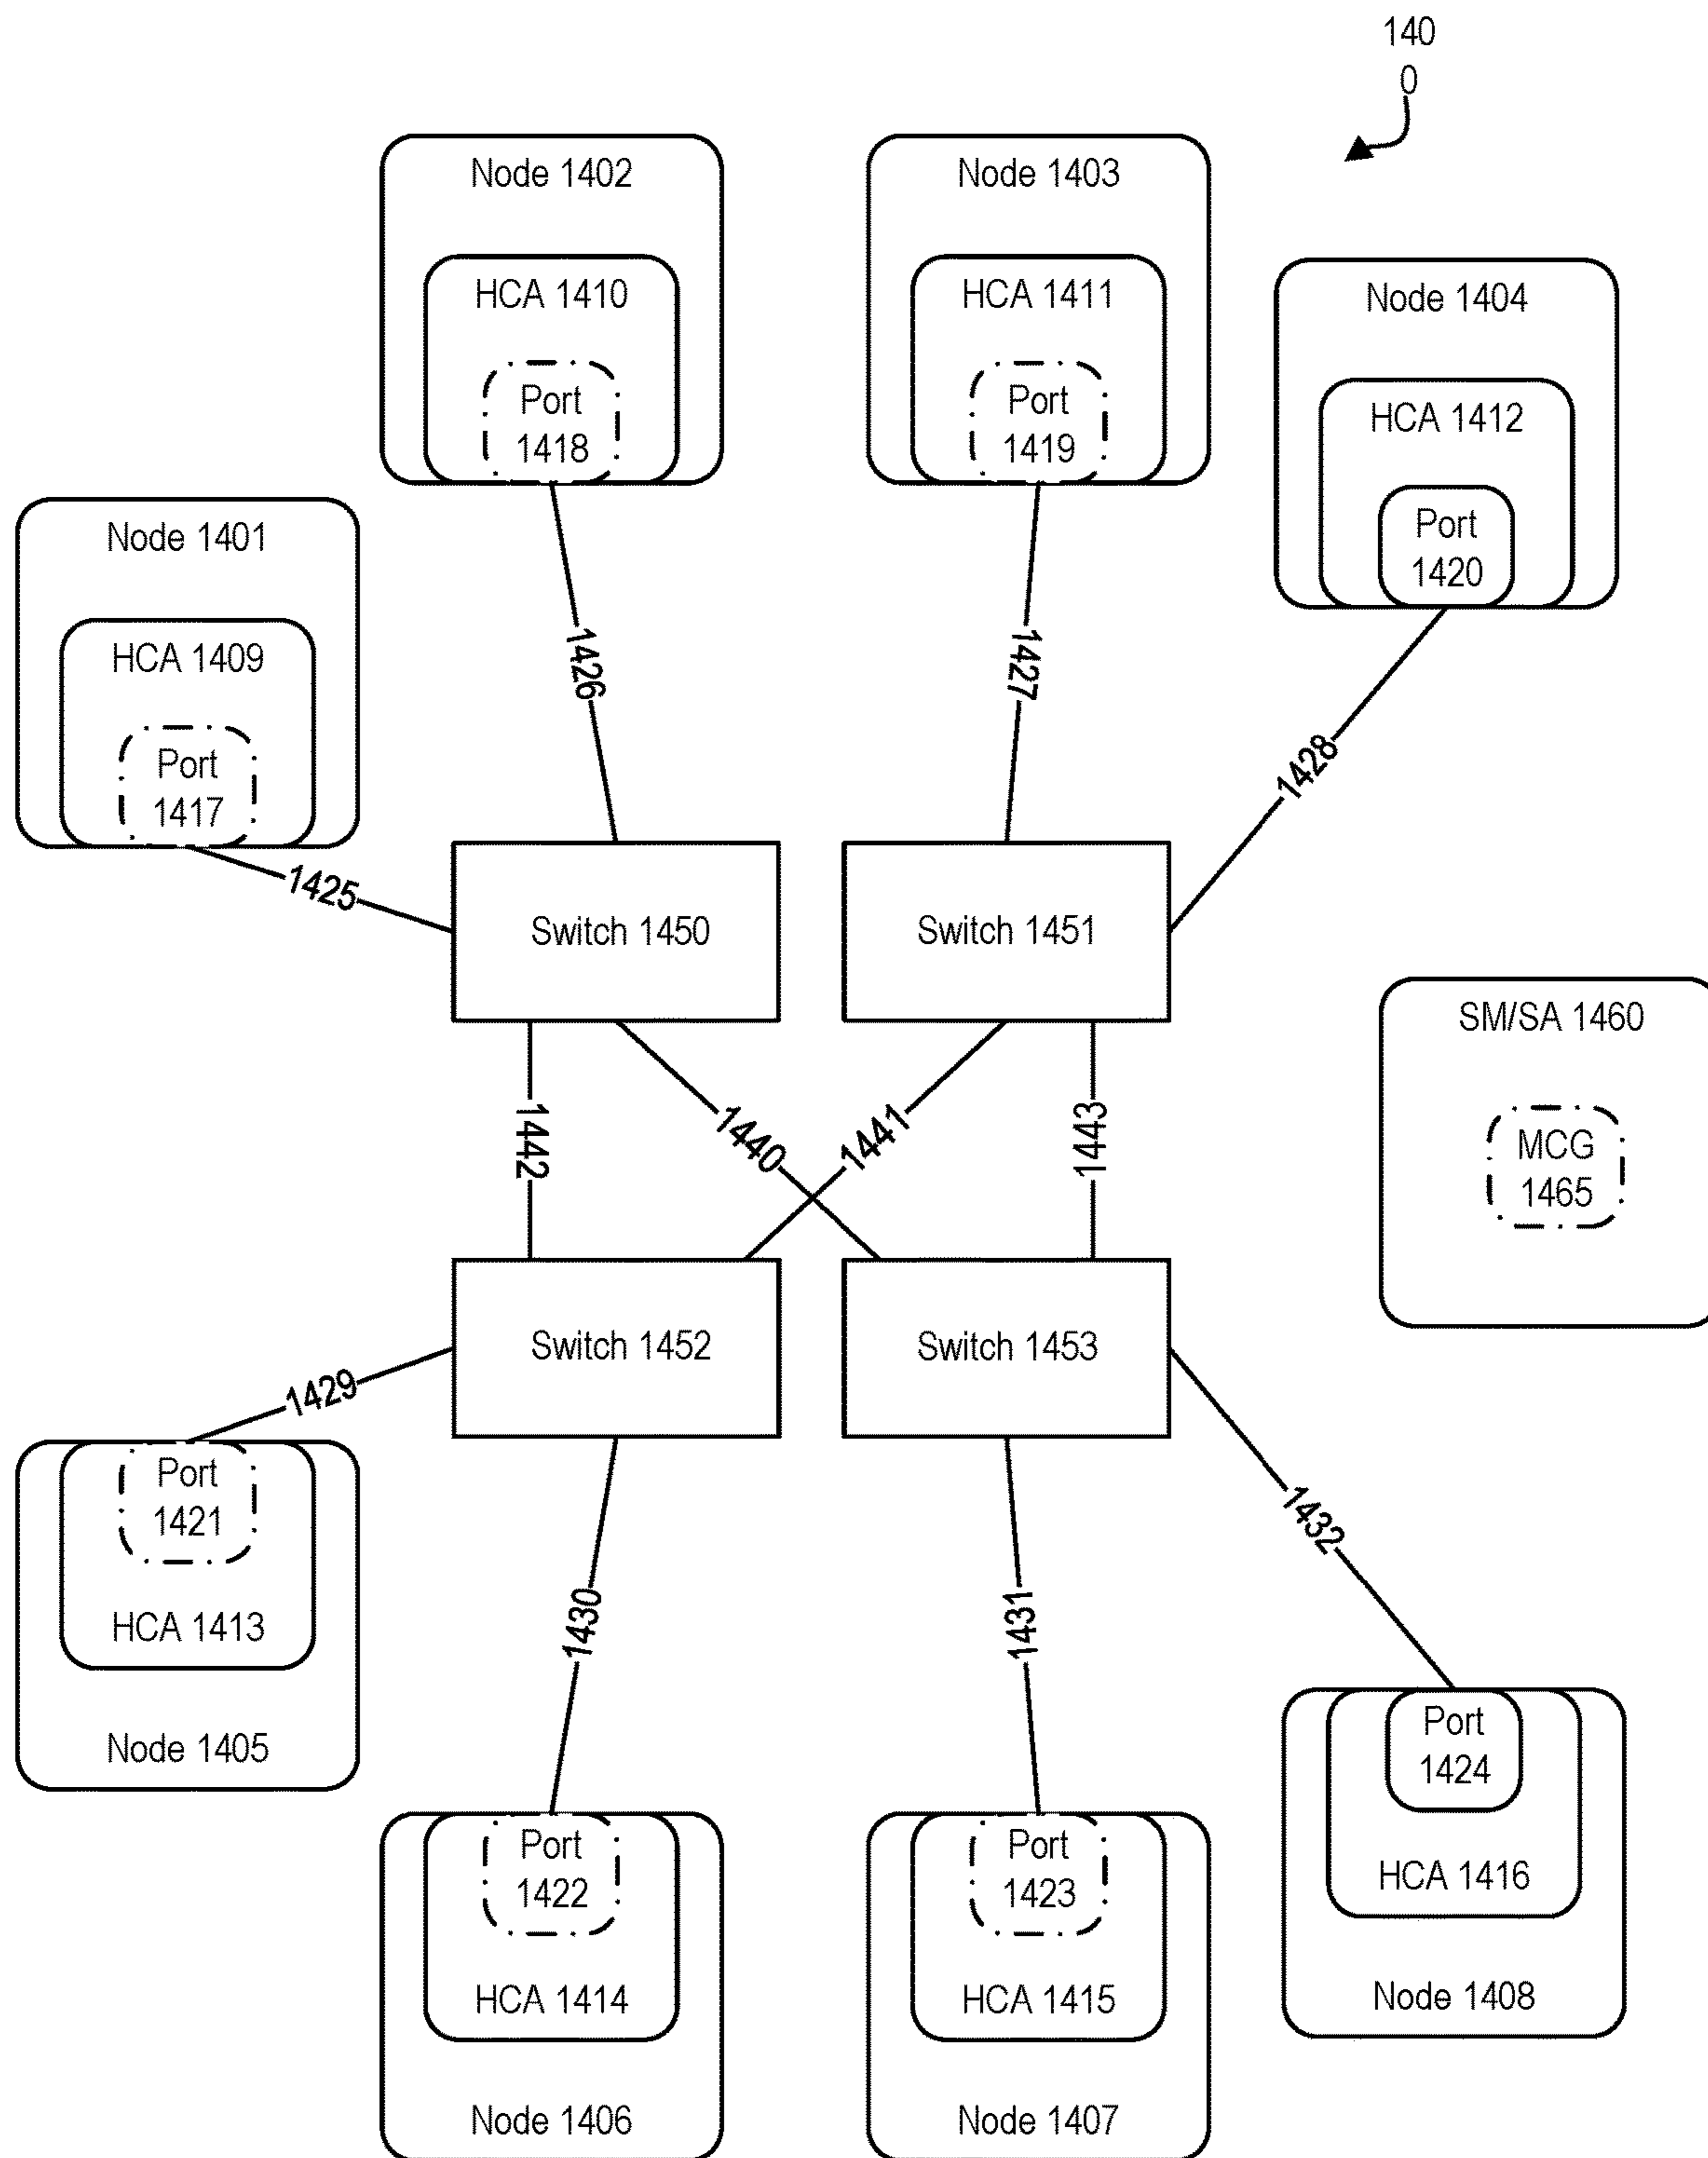 140
0
Node 1402
HCA 1410
Port
1418
Node 1403
HCA 1411
Port
1419
Node 1404
HCA 1412
Port
1420
Node 1401
HCA 1409
Port
1417
1426
1427
1428
1425
Switch 1450
Switch 1451
SM/SA 1460
MCG
1465
1442
1440
1441
1443
Switch 1452
Switch 1453
1429
1430
1431
1432
Port
1421
HCA 1413
Node 1405
Port
1422
HCA 1414
Node 1406
Port
1423
HCA 1415
Node 1407
Port
1424
HCA 1416
Node 1408